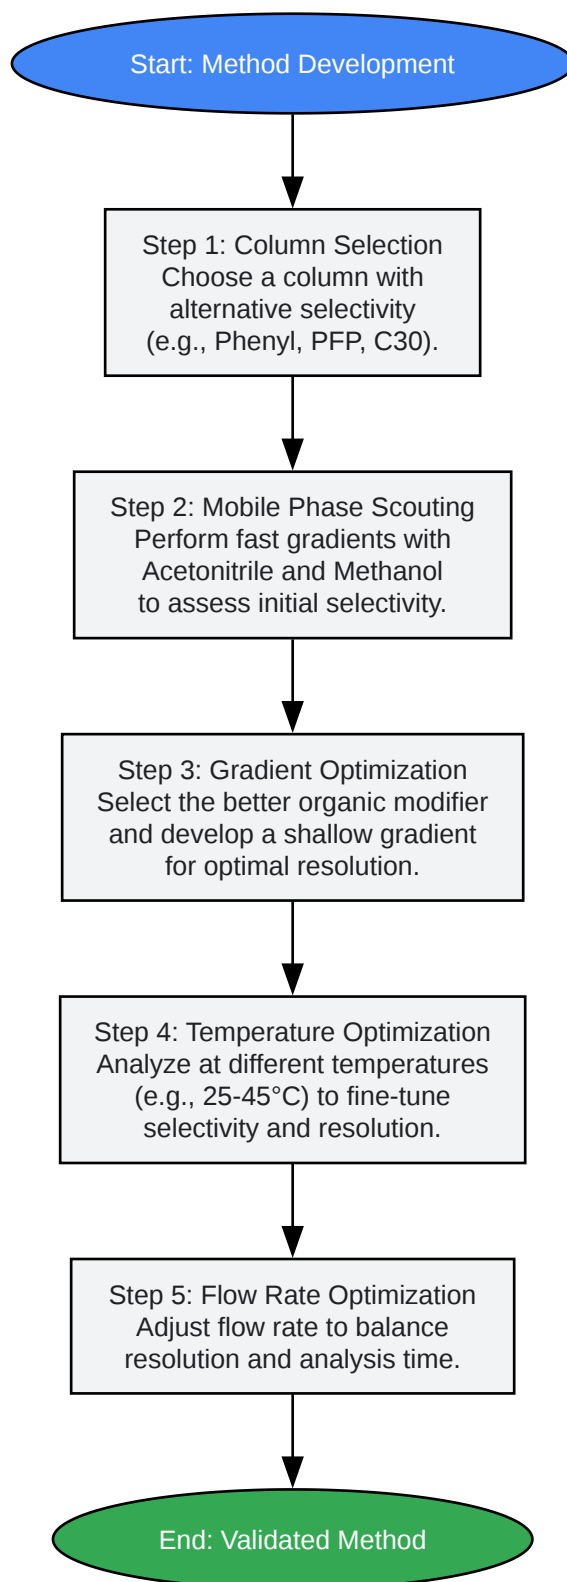 Start: Method Development
Step 1: Column Selection
Choose a column with
alternative selectivity
(e.g., Phenyl, PFP, C30).
Step 2: Mobile Phase Scouting
Perform fast gradients with
Acetonitrile and Methanol
to assess initial selectivity.
Step 3: Gradient Optimization
Select the better organic modifier
and develop a shallow gradient
for optimal resolution.
Step 4: Temperature Optimization
Analyze at different temperatures
(e.g., 25-45°C) to fine-tune
selectivity and resolution.
Step 5: Flow Rate Optimization
Adjust flow rate to balance
resolution and analysis time.
End: Validated Method